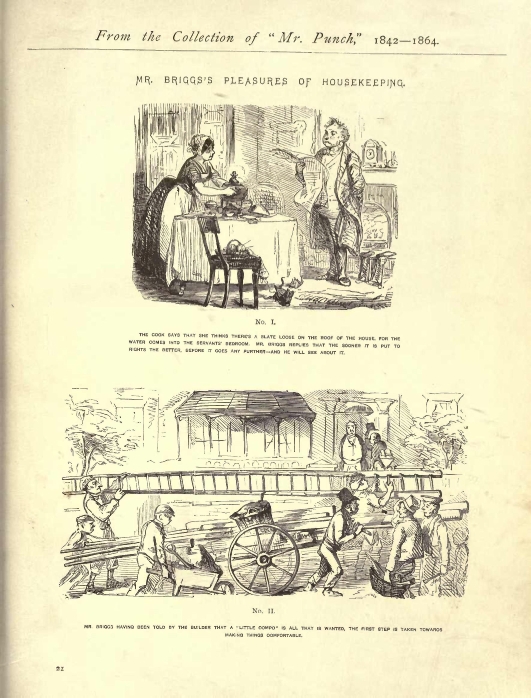 From the Collection of "Mr. Punch," 1842—1864.
MR. BRIGGS'S PLEASURES OF HOUSEKEEPING.
No. I.
THE COOK SAYS THAT SHE THINKS THERE'S A SLATE LOOSE ON THE ROOF OF THE HOUSE, FOR THE
WATER COMES INTO THE SERVANTS' BEDROOM. MR. BRIGGS REPLIES THAT THE SOONER IT IS PUT TO
RIGHTS THE BETTER, BEFORE IT GOES ANY FURTHER—AND HE WILL SEE ABOUT IT.
No. II.
MR. BRIGGS HAVING BEEN TOLD BY THE BUILDER THAT A "LITTLE COMPO" IS ALL THAT IS WANTED, THE FIRST STEP IS TAKEN TOWARDS
MAKING THINGS COMFORTABLE.